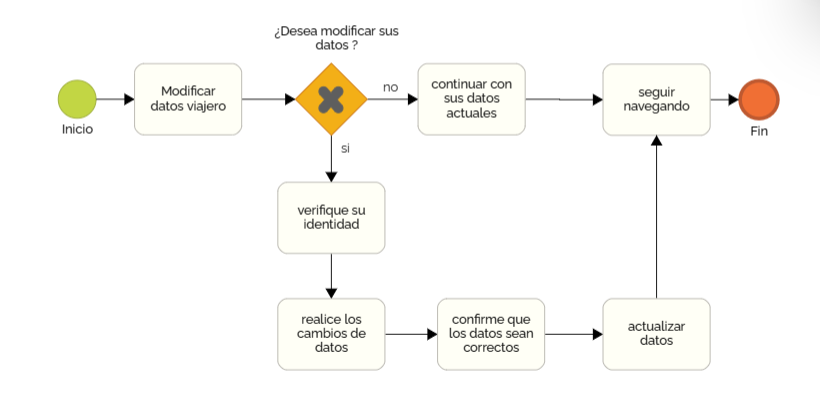 ¿Desea modificar sus
datos ?
Modificar
datos viajero
no
continuar con
sus datos
actuales
seguir
navegando
Inicio
Fin
si
verifique su
identidad
realice los
cambios de
datos
confirme que
los datos sean
correctos
actualizar
datos